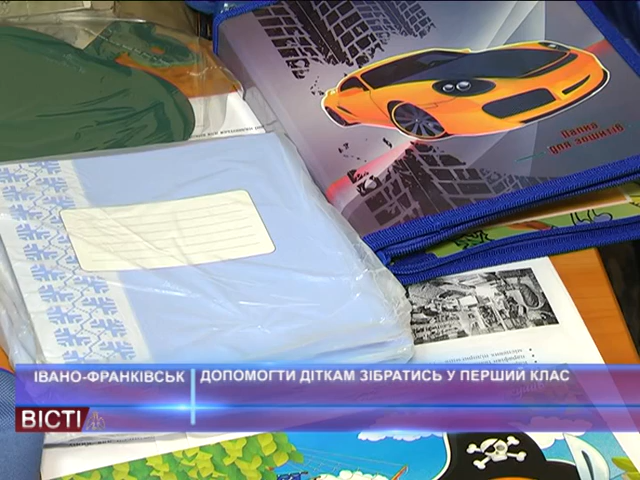 Папка
для зошитів
ІВАНО-ФРАНКІВСЬК
ДОПОМОГТИ ДІТКАМ ЗІБРАТИСЬ У ПЕРШИЙ КЛАС
ВІСТІ